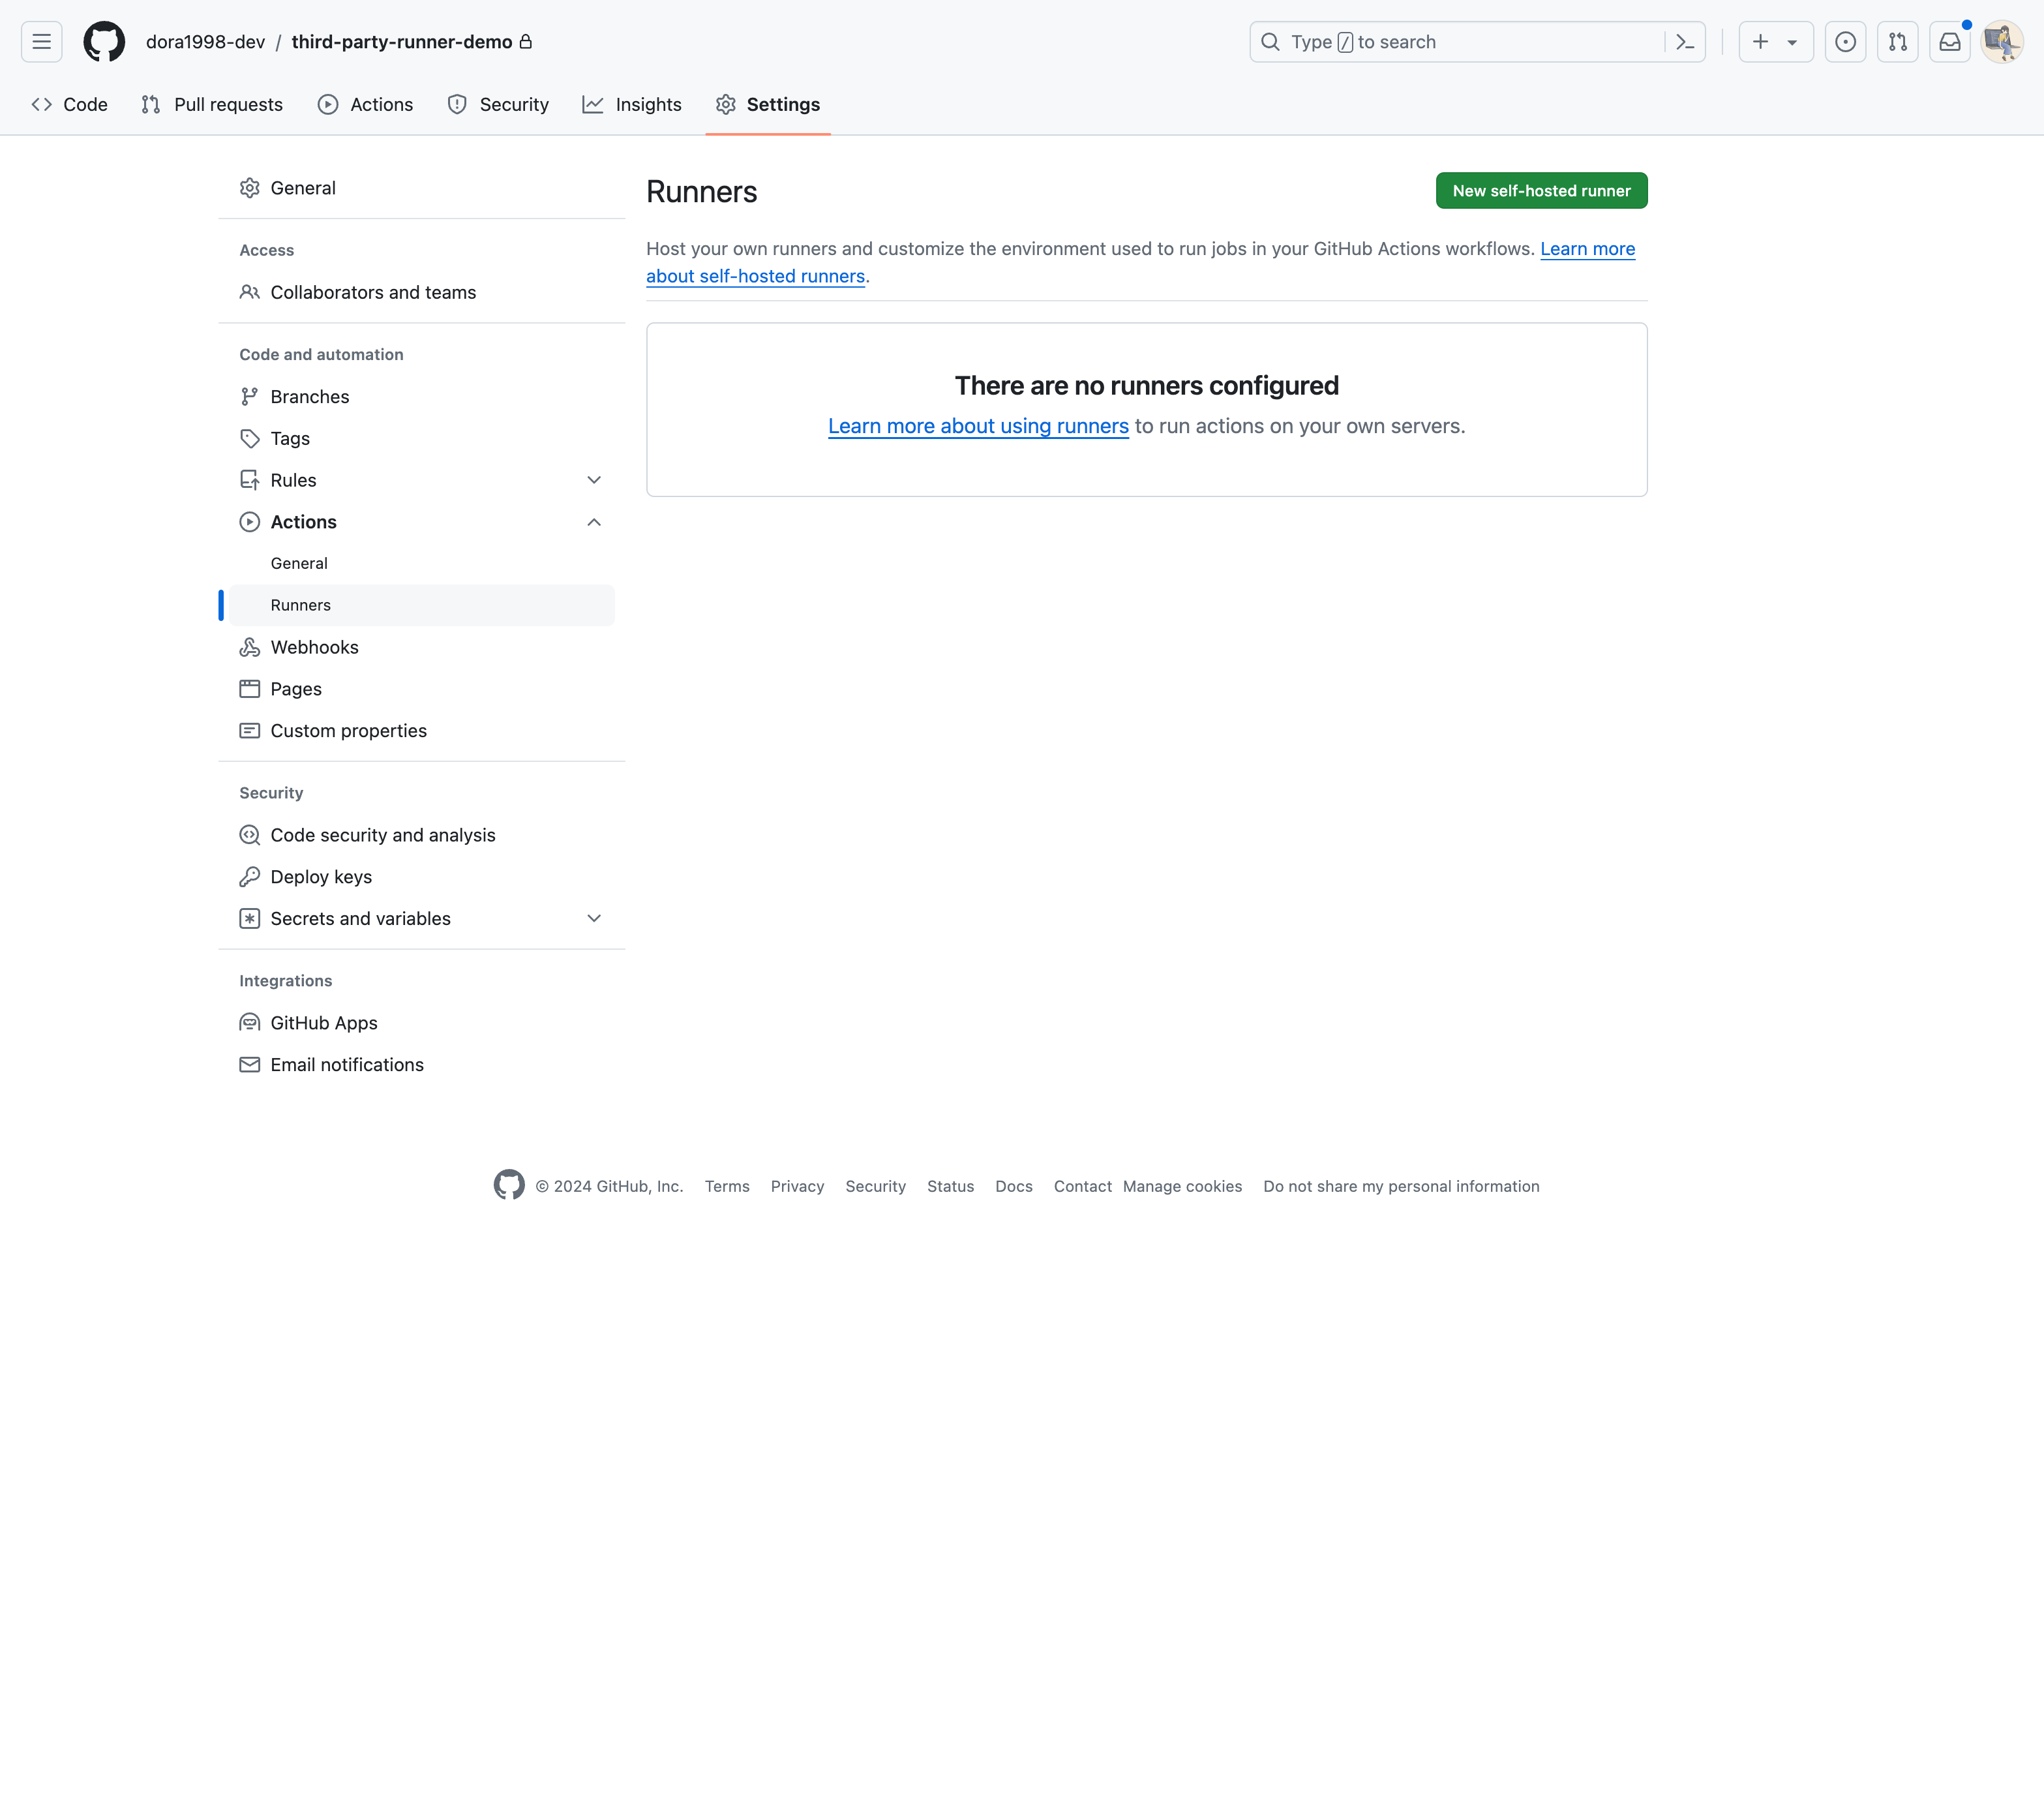 dora1998-dev / third-party-runner-demo
Type / to search
Code
Pull requests
Actions
Security
Insights
Settings
General
Access
Collaborators and teams
Code and automation
Branches
Tags
Rules
Actions
General
Runners
Webhooks
Pages
Custom properties
Security
Code security and analysis
Deploy keys
Secrets and variables
Integrations
GitHub Apps
Email notifications
Runners
New self-hosted runner
Host your own runners and customize the environment used to run jobs in your GitHub Actions workflows. Learn more
about self-hosted runners.
There are no runners configured
Learn more about using runners to run actions on your own servers.
© 2024 GitHub, Inc.
Terms
Privacy
Security
Status
Docs
Contact
Manage cookies
Do not share my personal information